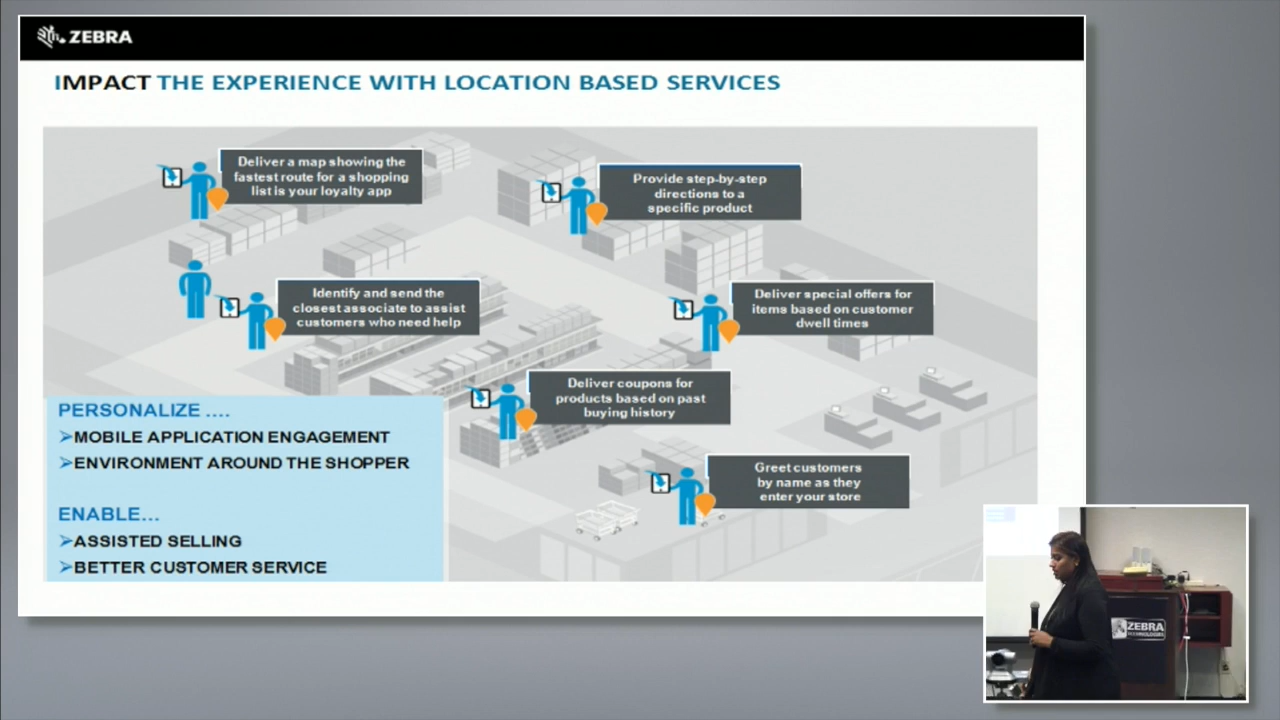 ZEBRA
IMPACT THE EXPERIENCE WITH LOCATION BASED SERVICES
Deliver a map showing the
fastest route for a shopping
list is your loyalty app
Provide step-by-step
directions to a
specific product
Identify and send the
closest associate to assist
customers who need help
Deliver special offers for
items based on customer
dwell times
Deliver coupons for
products based on past
buying history
Greet customers
by name as they
enter your store
PERSONALIZE ....
➢MOBILE APPLICATION ENGAGEMENT
➢ENVIRONMENT AROUND THE SHOPPER
ENABLE...
➢ASSISTED SELLING
➢BETTER CUSTOMER SERVICE
ZEBRA
TECHNOLOGIES